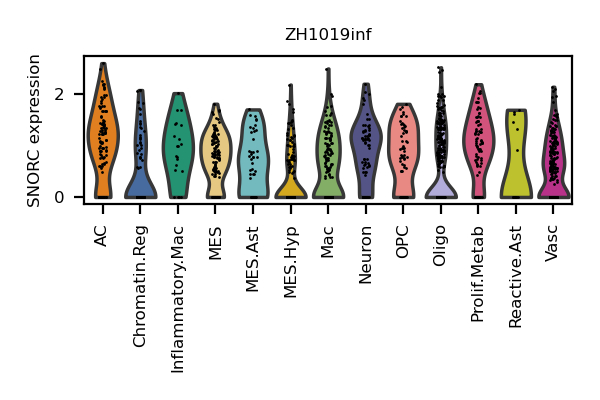 ZH1019inf
SNORC expression
2
0
AC
Chromatin.Reg
Inflammatory.Mac
MES
MES.Ast
MES.Hyp
Mac
Neuron
OPC
Oligo
Prolif.Metab
Reactive.Ast
Vasc